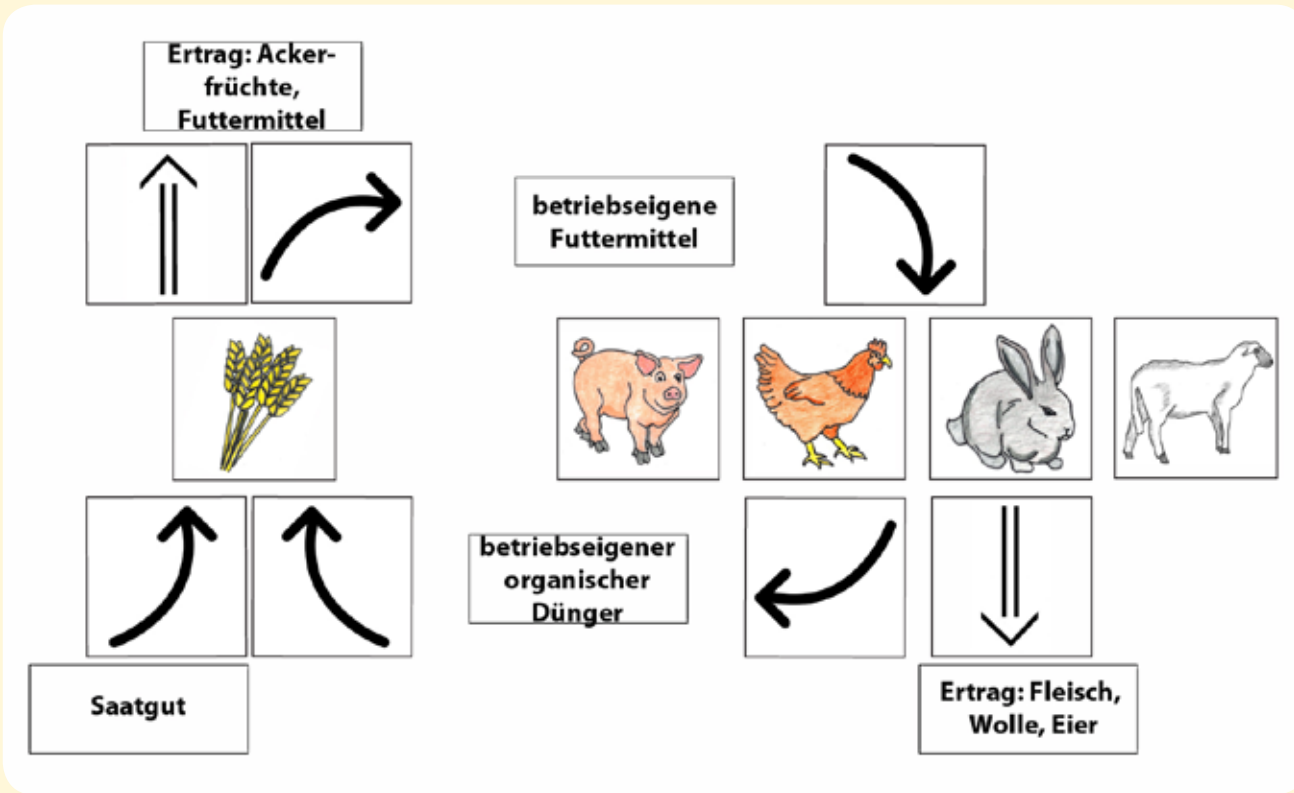 Ertrag: Acker-
früchte,
Futtermittel
betriebseigene
Futtermittel
betriebseigener
organischer
Dünger
Saatgut
Ertrag: Fleisch,
Wolle, Eier